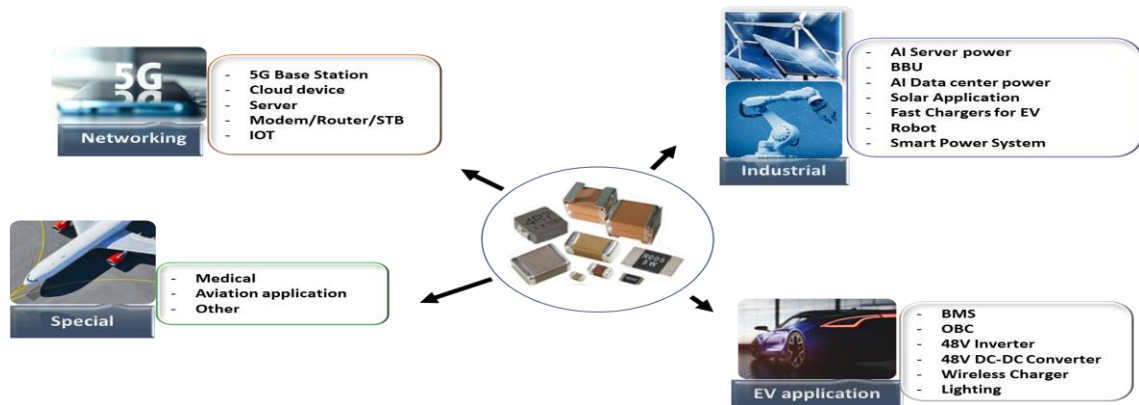 5G
Networking
- 5G Base Station
- Cloud device
- Server
- Modem/Router/STB
- IOT
Industrial
- AI Server power
- BBU
- AI Data center power
- Solar Application
- Fast Chargers for EV
- Robot
- Smart Power System
R005
5W
Special
- Medical
- Aviation application
- Other
EV application
- BMS
- OBC
- 48V Inverter
- 48V DC-DC Converter
- Wireless Charger
- Lighting